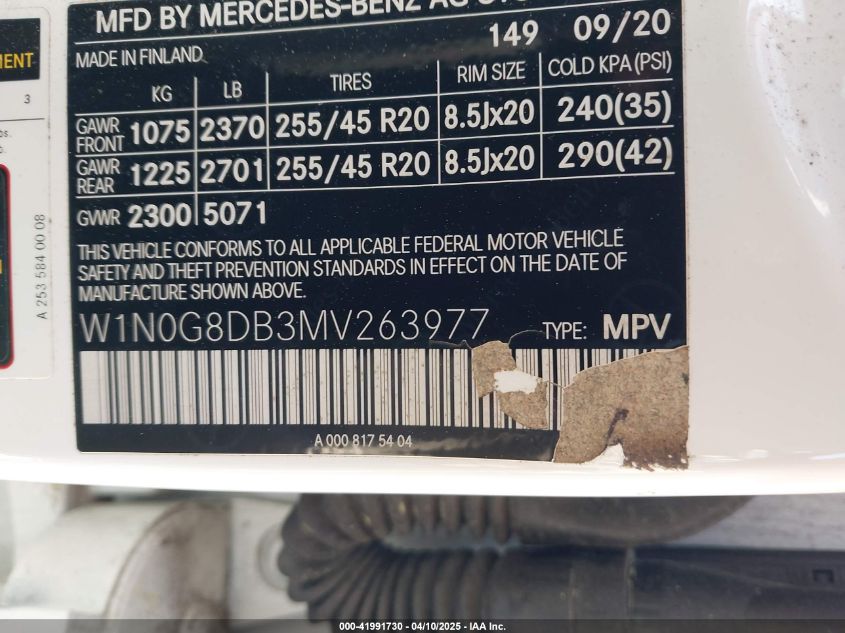 MFD BY MERCEDES-BENZ AG
149 09/20
MADE IN FINLAND
KG LB TIRES RIM SIZE COLD KPA (PSI)
GAWR FRONT 1075 2370 255/45 R20 8.5Jx20 240(35)
GAWR REAR 1225 2701 255/45 R20 8.5Jx20 290(42)
GVWR 2300 5071
THIS VEHICLE CONFORMS TO ALL APPLICABLE FEDERAL MOTOR VEHICLE
SAFETY AND THEFT PREVENTION STANDARDS IN EFFECT ON THE DATE OF
MANUFACTURE SHOWN ABOVE.
W1N0G8DB3MV263977 TYPE: MPV
A 000 817 54 04
3
A 253 584 00 08
000-41991730 - 04/10/2025 - IAA Inc.